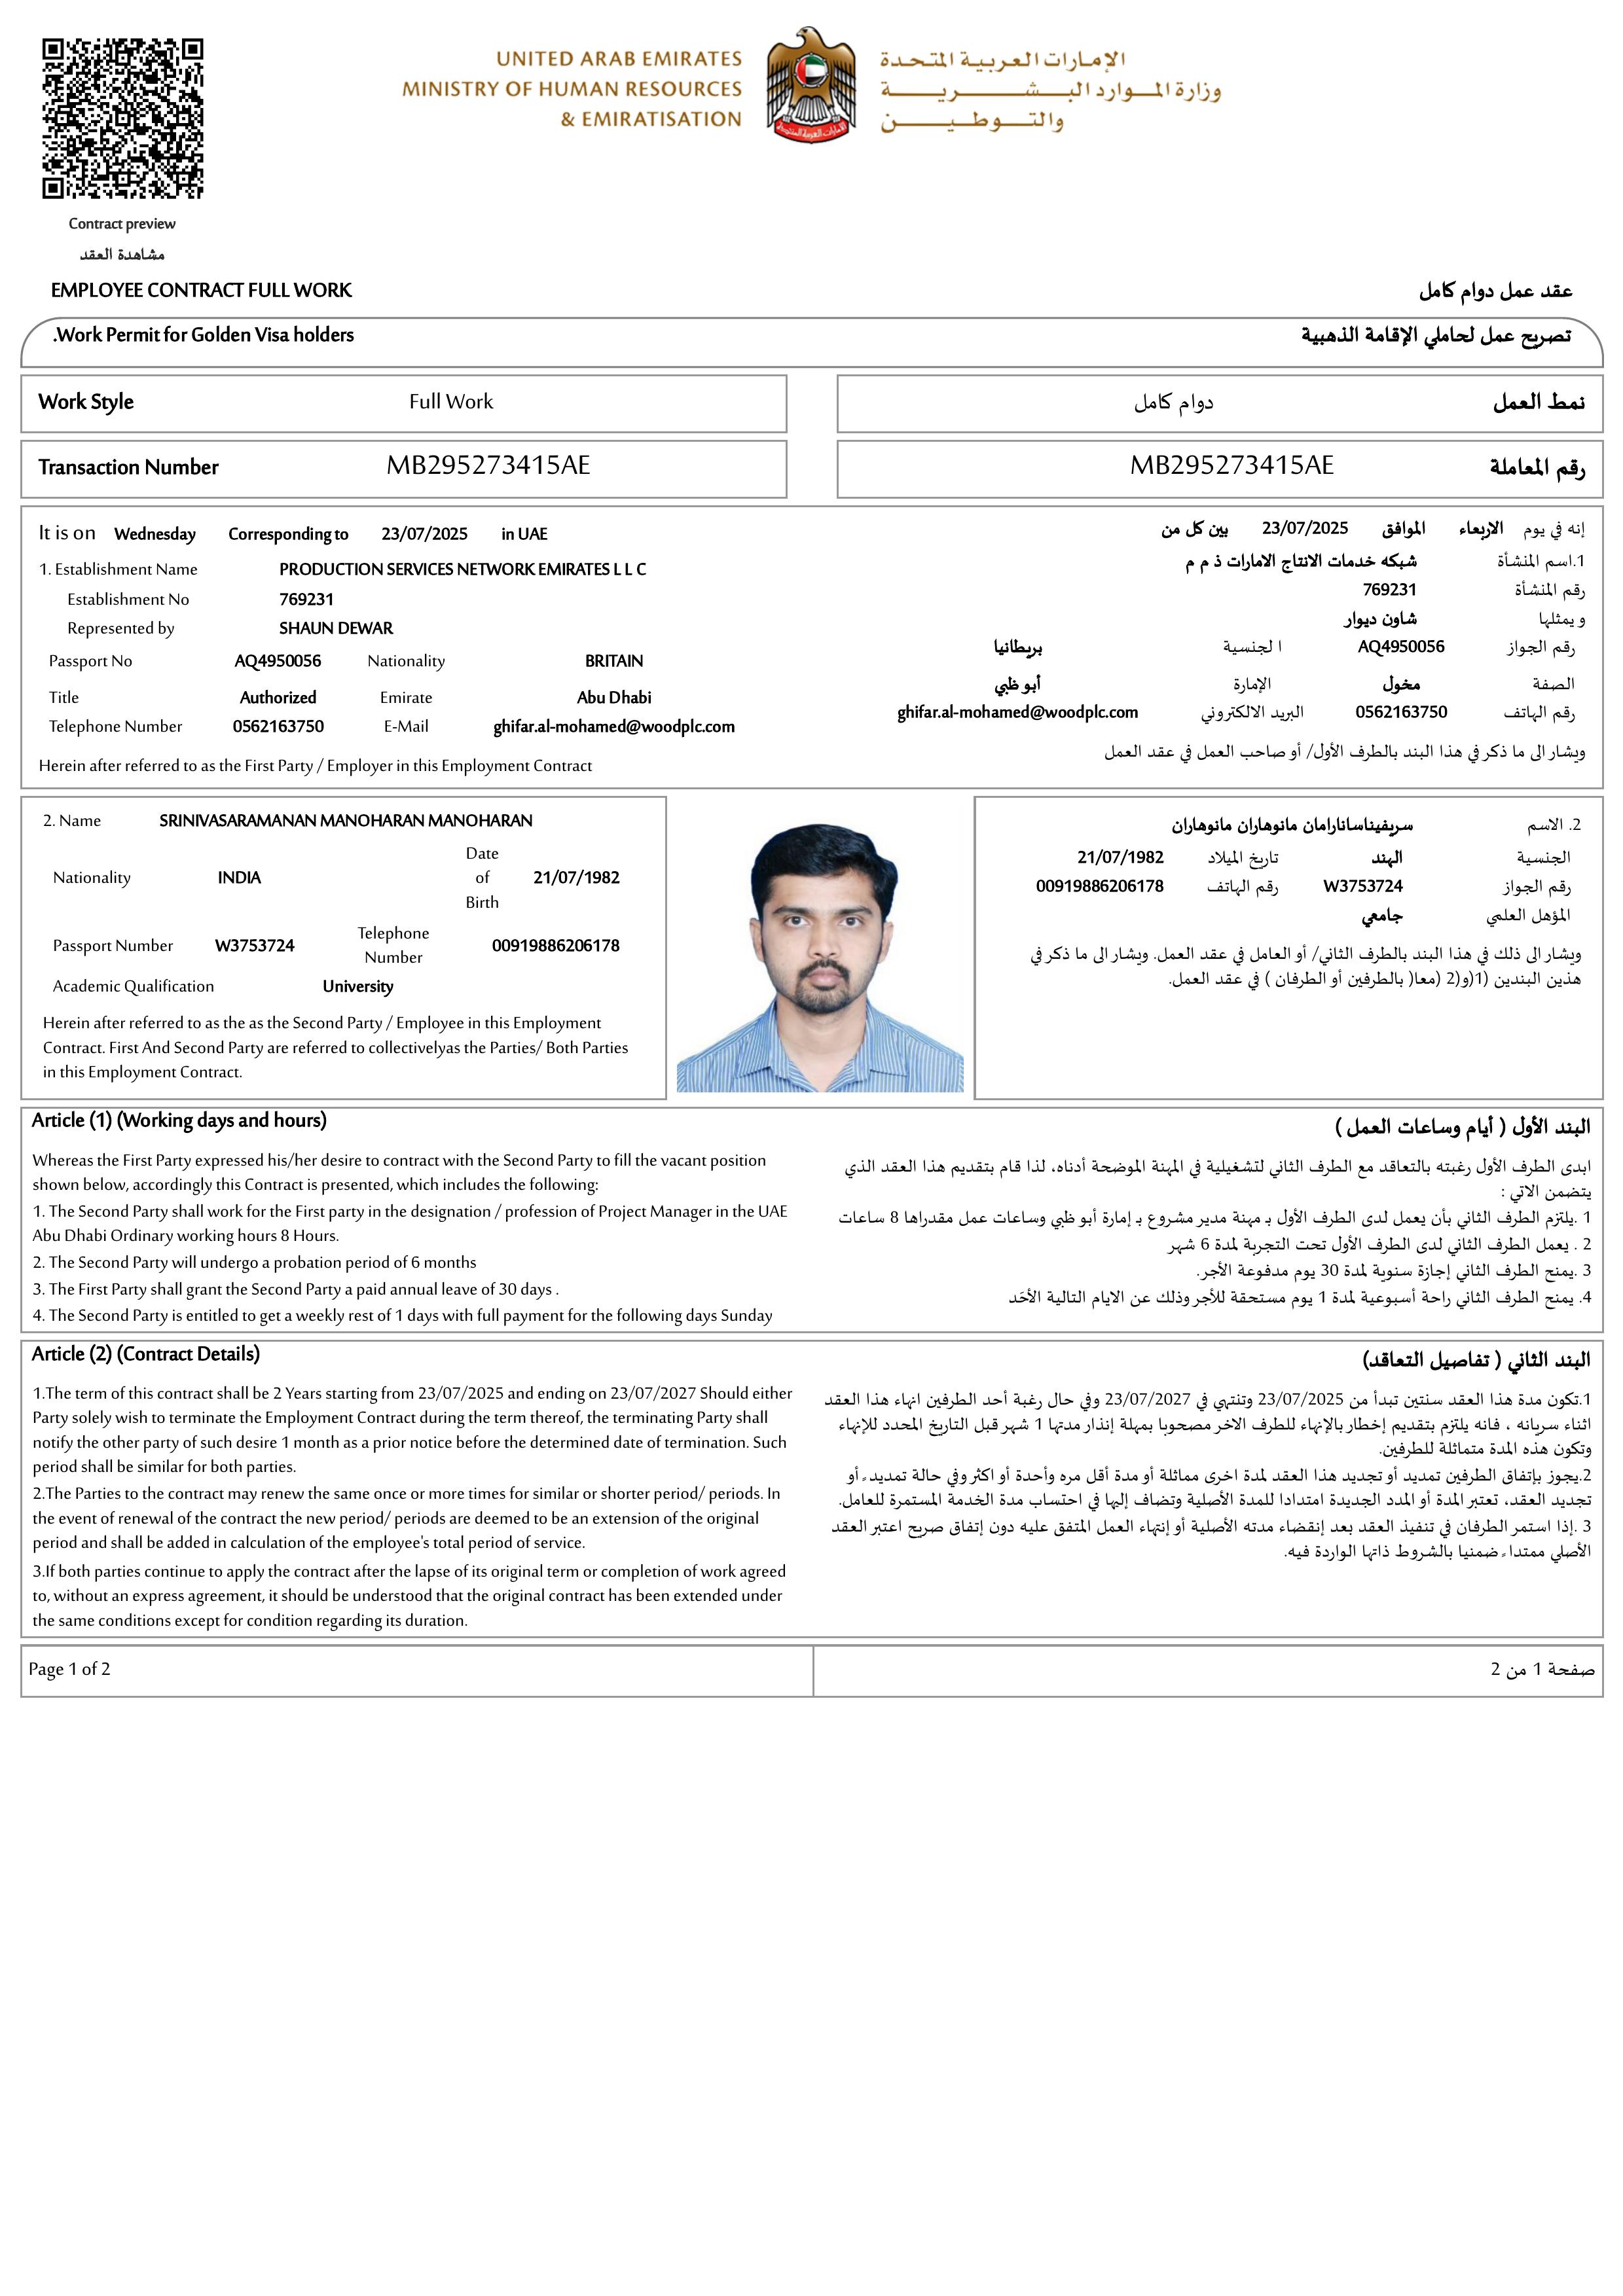 UNITED ARAB EMIRATES
MINISTRY OF HUMAN RESOURCES
& EMIRATISATION
الإمارات العربية المتحدة
وزارة الموارد البشرية
والتوطين
Contract preview
مشاهدة العقد
EMPLOYEE CONTRACT FULL WORK
عقد عمل دوام كامل
.Work Permit for Golden Visa holders
تصريح عمل لحاملي الإقامة الذهبية
Work Style Full Work
نمط العمل دوام كامل
Transaction Number MB295273415AE
رقم المعاملة MB295273415AE
It is on Wednesday Corresponding to 23/07/2025 in UAE
1. Establishment Name PRODUCTION SERVICES NETWORK EMIRATES L L C
Establishment No 769231
Represented by SHAUN DEWAR
Passport No AQ4950056 Nationality BRITAIN
Title Authorized Emirate Abu Dhabi
Telephone Number 0562163750 E-Mail ghifar.al-mohamed@woodplc.com
Herein after referred to as the First Party / Employer in this Employment Contract
إنه في يوم الاربعاء الموافق 23/07/2025 بين كل من
1.اسم المنشأة شبكه خدمات الانتاج الامارات ذ م م
رقم المنشأة 769231
ويمثلها شاون ديوار
رقم الجواز AQ4950056 ا لجنسية بريطانيا
الصفة مخول الإمارة أبو ظبي
رقم الهاتف 0562163750 البريد الالكتروني ghifar.al-mohamed@woodplc.com
ويشار الى ما ذكر في هذا البند بالطرف الأول/ أو صاحب العمل في عقد العمل
2. Name SRINIVASARAMANAN MANOHARAN MANOHARAN
Nationality INDIA Date of Birth 21/07/1982
Passport Number W3753724 Telephone Number 00919886206178
Academic Qualification University
Herein after referred to as the as the Second Party / Employee in this Employment
Contract. First And Second Party are referred to collectivelyas the Parties/ Both Parties
in this Employment Contract.
2. الاسم سريفيناسانارامان مانوهاران مانوهاران
الجنسية الهند تاريخ الميلاد 21/07/1982
رقم الجواز W3753724 رقم الهاتف 00919886206178
المؤهل العلمي جامعي
ويشار الى ذلك في هذا البند بالطرف الثاني/ أو العامل في عقد العمل. ويشار الى ما ذكر في
هذين البندين (1(و(2 (معا( بالطرفين أو الطرفان ) في عقد العمل.
Article (1) (Working days and hours)
Whereas the First Party expressed his/her desire to contract with the Second Party to fill the vacant position
shown below, accordingly this Contract is presented, which includes the following:
1. The Second Party shall work for the First party in the designation / profession of Project Manager in the UAE
Abu Dhabi Ordinary working hours 8 Hours.
2. The Second Party will undergo a probation period of 6 months
3. The First Party shall grant the Second Party a paid annual leave of 30 days .
4. The Second Party is entitled to get a weekly rest of 1 days with full payment for the following days Sunday
البند الأول ( أيام وساعات العمل )
ابدى الطرف الأول رغبته بالتعاقد مع الطرف الثاني لتشغيلية في المهنة الموضحة أدناه، لذا قام بتقديم هذا العقد الذي
يتضمن الاتي :
1 .يلتزم الطرف الثاني بأن يعمل لدى الطرف الأول بـ مهنة مدير مشروع بـ إمارة أبو ظبي وساعات عمل مقدراها 8 ساعات
2 . يعمل الطرف الثاني لدى الطرف الأول تحت التجربة لمدة 6 شهر
3 .يمنح الطرف الثاني إجازة سنوية لمدة 30 يوم مدفوعة الأجر.
4. يمنح الطرف الثاني راحة أسبوعية لمدة 1 يوم مستحقة للأجر وذلك عن الايام التالية الأحَد
Article (2) (Contract Details)
1.The term of this contract shall be 2 Years starting from 23/07/2025 and ending on 23/07/2027 Should either
Party solely wish to terminate the Employment Contract during the term thereof, the terminating Party shall
notify the other party of such desire 1 month as a prior notice before the determined date of termination. Such
period shall be similar for both parties.
2.The Parties to the contract may renew the same once or more times for similar or shorter period/ periods. In
the event of renewal of the contract the new period/ periods are deemed to be an extension of the original
period and shall be added in calculation of the employee's total period of service.
3.If both parties continue to apply the contract after the lapse of its original term or completion of work agreed
to, without an express agreement, it should be understood that the original contract has been extended under
the same conditions except for condition regarding its duration.
البند الثاني ( تفاصيل التعاقد)
1.تكون مدة هذا العقد سنتين تبدأ من 23/07/2025 وتنتهي في 23/07/2027 وفي حال رغبة أحد الطرفين انهاء هذا العقد
اثناء سريانه ، فانه يلتزم بتقديم إخطار بالإنهاء للطرف الاخر مصحوبا بمهلة إنذار مدتها 1 شهر قبل التاريخ المحدد للإنهاء
وتكون هذه المدة متماثلة للطرفين.
2.يجوز بإتفاق الطرفين تمديد أو تجديد هذا العقد لمدة اخرى مماثلة أو مدة أقل مره وأحدة أو اكثر وفي حالة تمديدء أو
تجديد العقد، تعتبر المدة أو المدد الجديدة امتدادا للمدة الأصلية وتضاف إليها في احتساب مدة الخدمة المستمرة للعامل.
3 .إذا استمر الطرفان في تنفيذ العقد بعد إنقضاء مدته الأصلية أو إنتهاء العمل المتفق عليه دون إتفاق صريح اعتبر العقد
الأصلي ممتداء ضمنيا بالشروط ذاتها الواردة فيه.
Page 1 of 2
صفحة 1 من 2